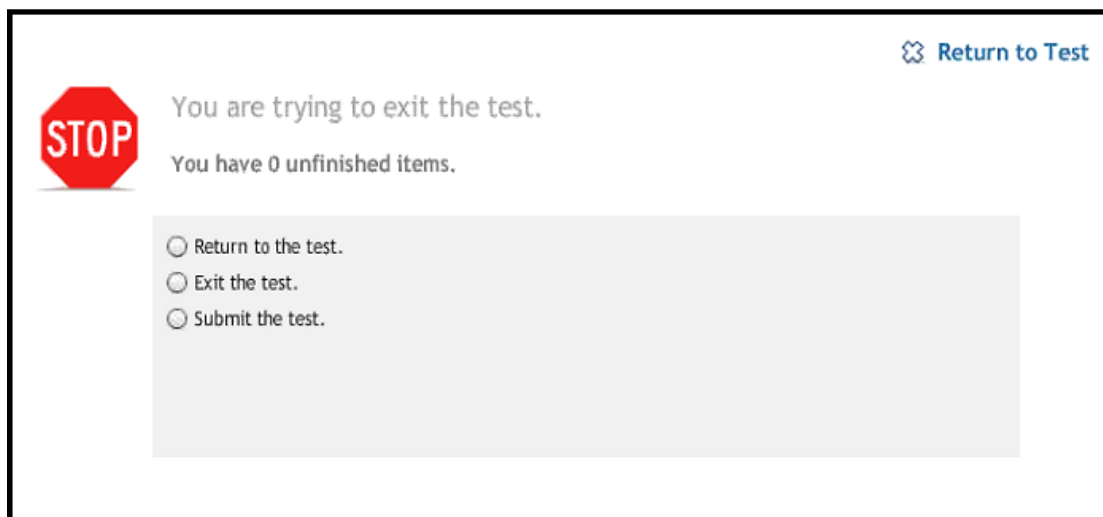 Return to Test
STOP
You are trying to exit the test.
You have 0 unfinished items.
Return to the test.
Exit the test.
Submit the test.